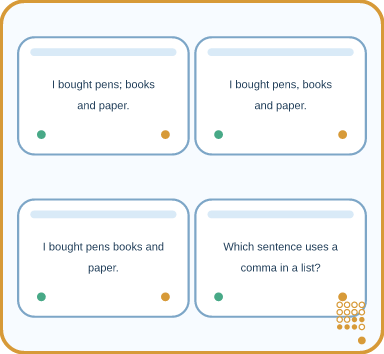 I bought pens; books
and paper.
I bought pens, books
and paper.
I bought pens books and
paper.
Which sentence uses a
comma in a list?